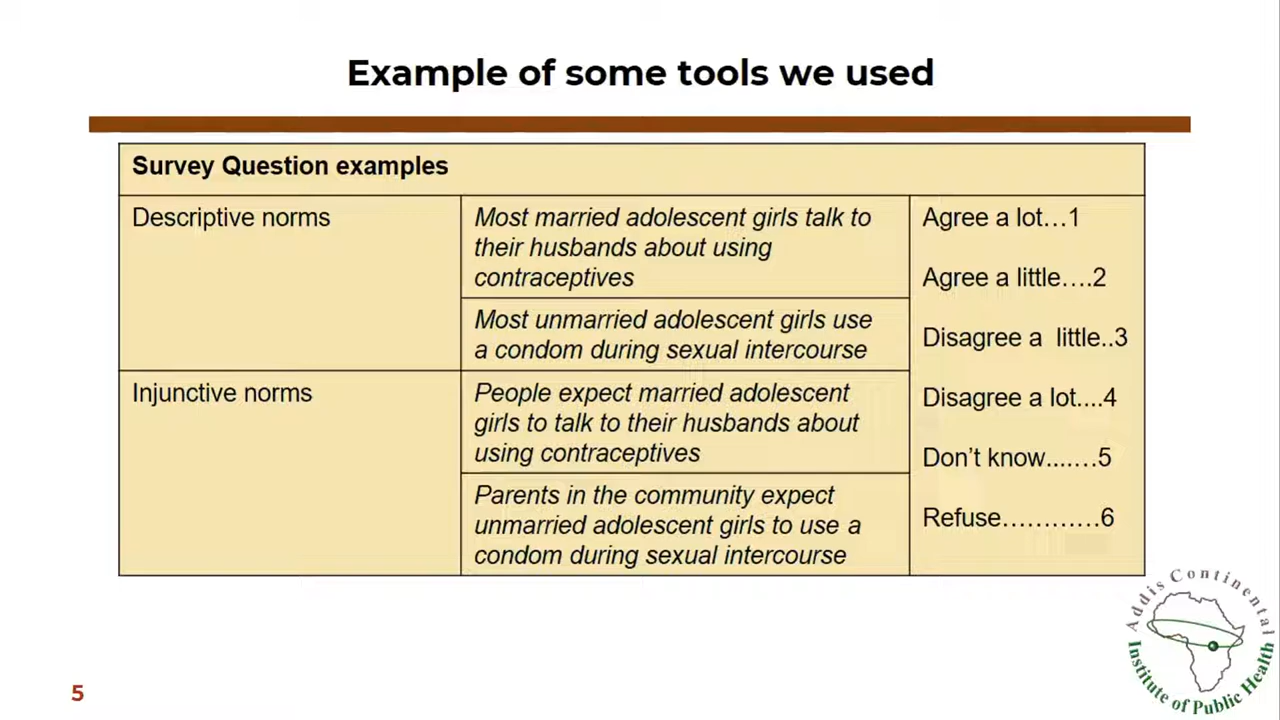 Example of some tools we used
Survey Question examples
Descriptive norms
Most married adolescent girls talk to
their husbands about using
contraceptives
Most unmarried adolescent girls use
a condom during sexual intercourse
Injunctive norms
People expect married adolescent
girls to talk to their husbands about
using contraceptives
Parents in the community expect
unmarried adolescent girls to use a
condom during sexual intercourse
Agree a lot…1
Agree a little….2
Disagree a  little..3
Disagree a lot....4
Don’t know....…5
Refuse…………6
Addis Continental
Institute of Public Health
5